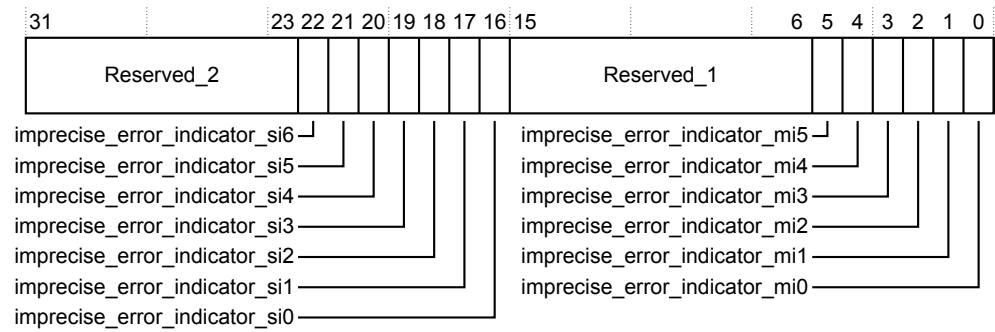 31 23 22 21 20 19 18 17 16 15 6 5 4 3 2 1 0
Reserved_2 Reserved_1
imprecise_error_indicator_si6 imprecise_error_indicator_mi5
imprecise_error_indicator_si5 imprecise_error_indicator_mi4
imprecise_error_indicator_si4 imprecise_error_indicator_mi3
imprecise_error_indicator_si3 imprecise_error_indicator_mi2
imprecise_error_indicator_si2 imprecise_error_indicator_mi1
imprecise_error_indicator_si1 imprecise_error_indicator_mi0
imprecise_error_indicator_si0